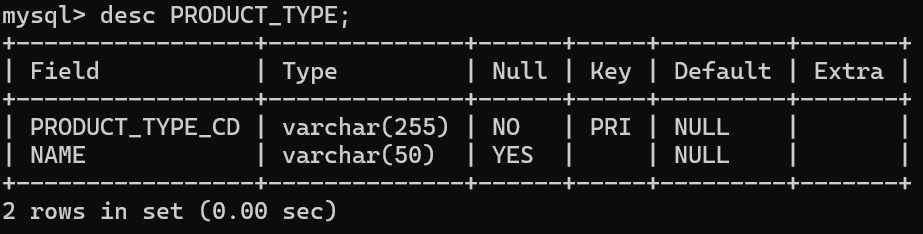 mysql> desc PRODUCT_TYPE;
+-----------------+--------------+------+-----+---------+-------+
| Field           | Type         | Null | Key | Default | Extra |
+-----------------+--------------+------+-----+---------+-------+
| PRODUCT_TYPE_CD | varchar(255) | NO   | PRI | NULL    |       |
| NAME            | varchar(50)  | YES  |     | NULL    |       |
+-----------------+--------------+------+-----+---------+-------+
2 rows in set (0.00 sec)